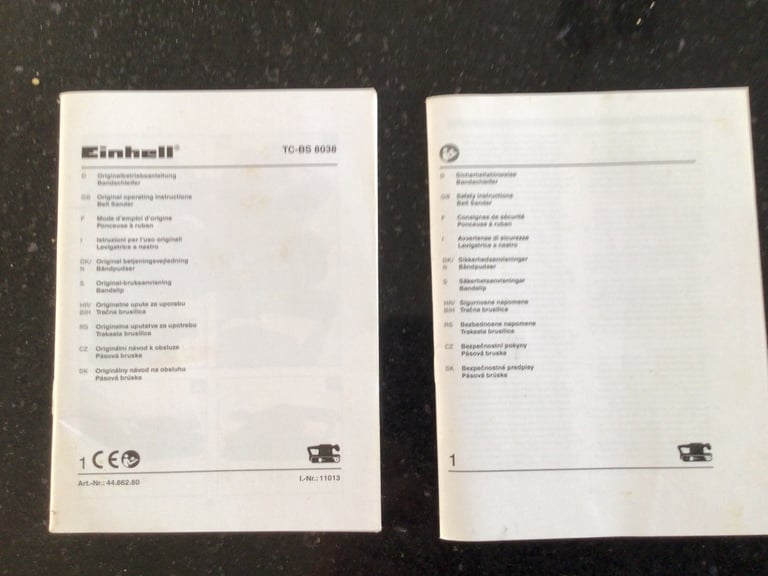 Einhell®
TC-BS 8038
D Originalbetriebsanleitung
Bandschleifer
GB Original operating instructions
Belt Sander
F Mode d'emploi d'origine
Ponceuse à ruban
I Istruzioni per l'uso originali
Levigatrice a nastro
DK/ Original betjeningsvejledning
N Båndpudser
S Original-bruksanvisning
Bandslip
HR/ Originalne upute za uporabu
BIH Tračna brusilica
RS Originalna uputstva za upotrebu
Trakasta brusilica
CZ Originální návod k obsluze
Pásová bruska
SK Originálny návod na obsluhu
Pásová brúska
1 CE
Art.-Nr.: 44.662.60
I.-Nr.: 11013
D Sicherheitshinweise
Bandschleifer
GB Safety instructions
Belt Sander
F Consignes de sécurité
Ponceuse à ruban
I Avvertenze di sicurezza
Levigatrice a nastro
DK/ Sikkerhedsanvisninger
N Båndpudser
S Säkerhetsanvisningar
Bandslip
HR/ Sigurnosne napomene
BIH Tračna brusilica
RS Bezbednosne napomene
Trakasta brusilica
CZ Bezpečnostní pokyny
Pásová bruska
SK Bezpečnostné predpisy
Pásová brúska
1